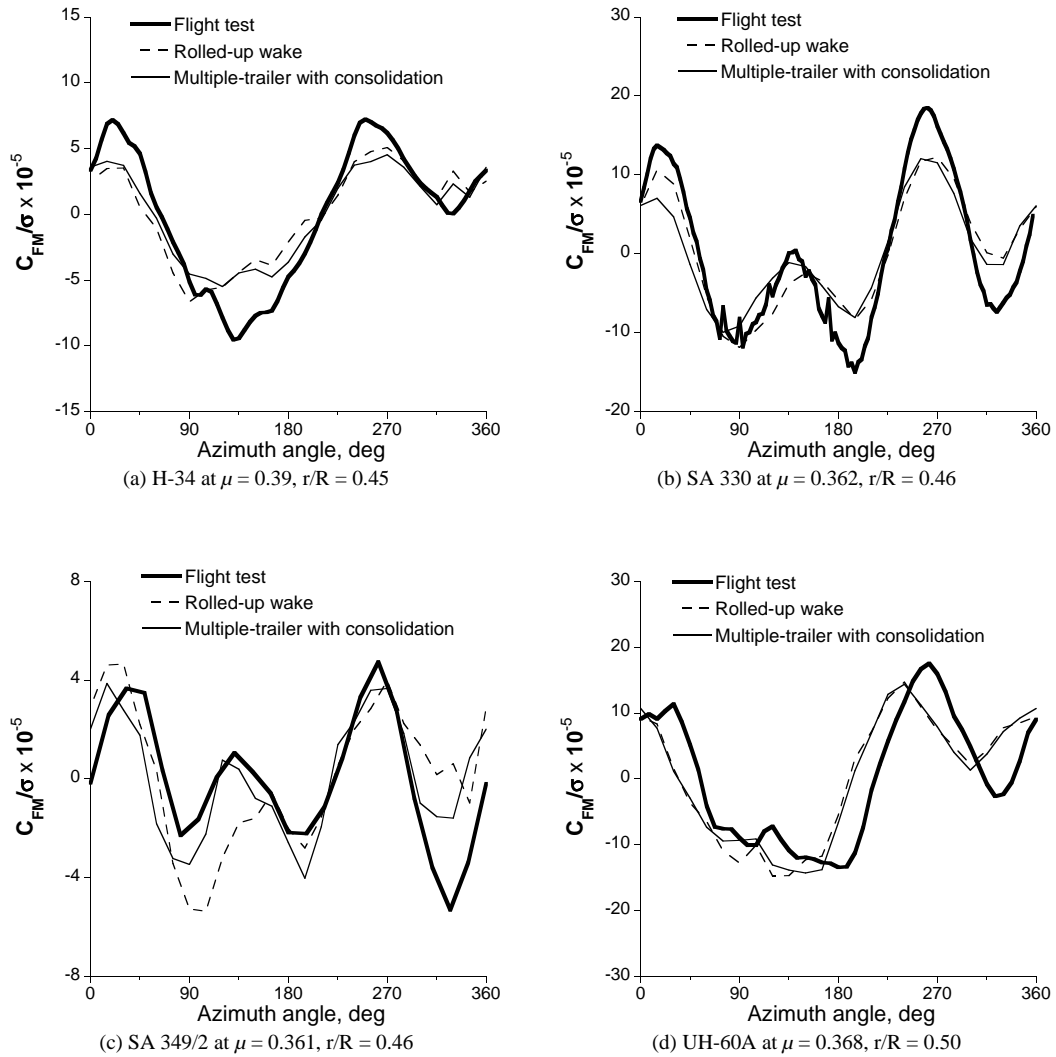 15
10
5
0
-5
-10
-15
C_FM/σ x 10^-5
Flight test
Rolled-up wake
Multiple-trailer with consolidation
0 90 180 270 360
Azimuth angle, deg
(a) H-34 at μ = 0.39, r/R = 0.45
30
20
10
0
-10
-20
C_FM/σ x 10^-5
Flight test
Rolled-up wake
Multiple-trailer with consolidation
0 90 180 270 360
Azimuth angle, deg
(b) SA 330 at μ = 0.362, r/R = 0.46
8
4
0
-4
-8
C_FM/σ x 10^-5
Flight test
Rolled-up wake
Multiple-trailer with consolidation
0 90 180 270 360
Azimuth angle, deg
(c) SA 349/2 at μ = 0.361, r/R = 0.46
30
20
10
0
-10
-20
-30
C_FM/σ x 10^-5
Flight test
Rolled-up wake
Multiple-trailer with consolidation
0 90 180 270 360
Azimuth angle, deg
(d) UH-60A at μ = 0.368, r/R = 0.50